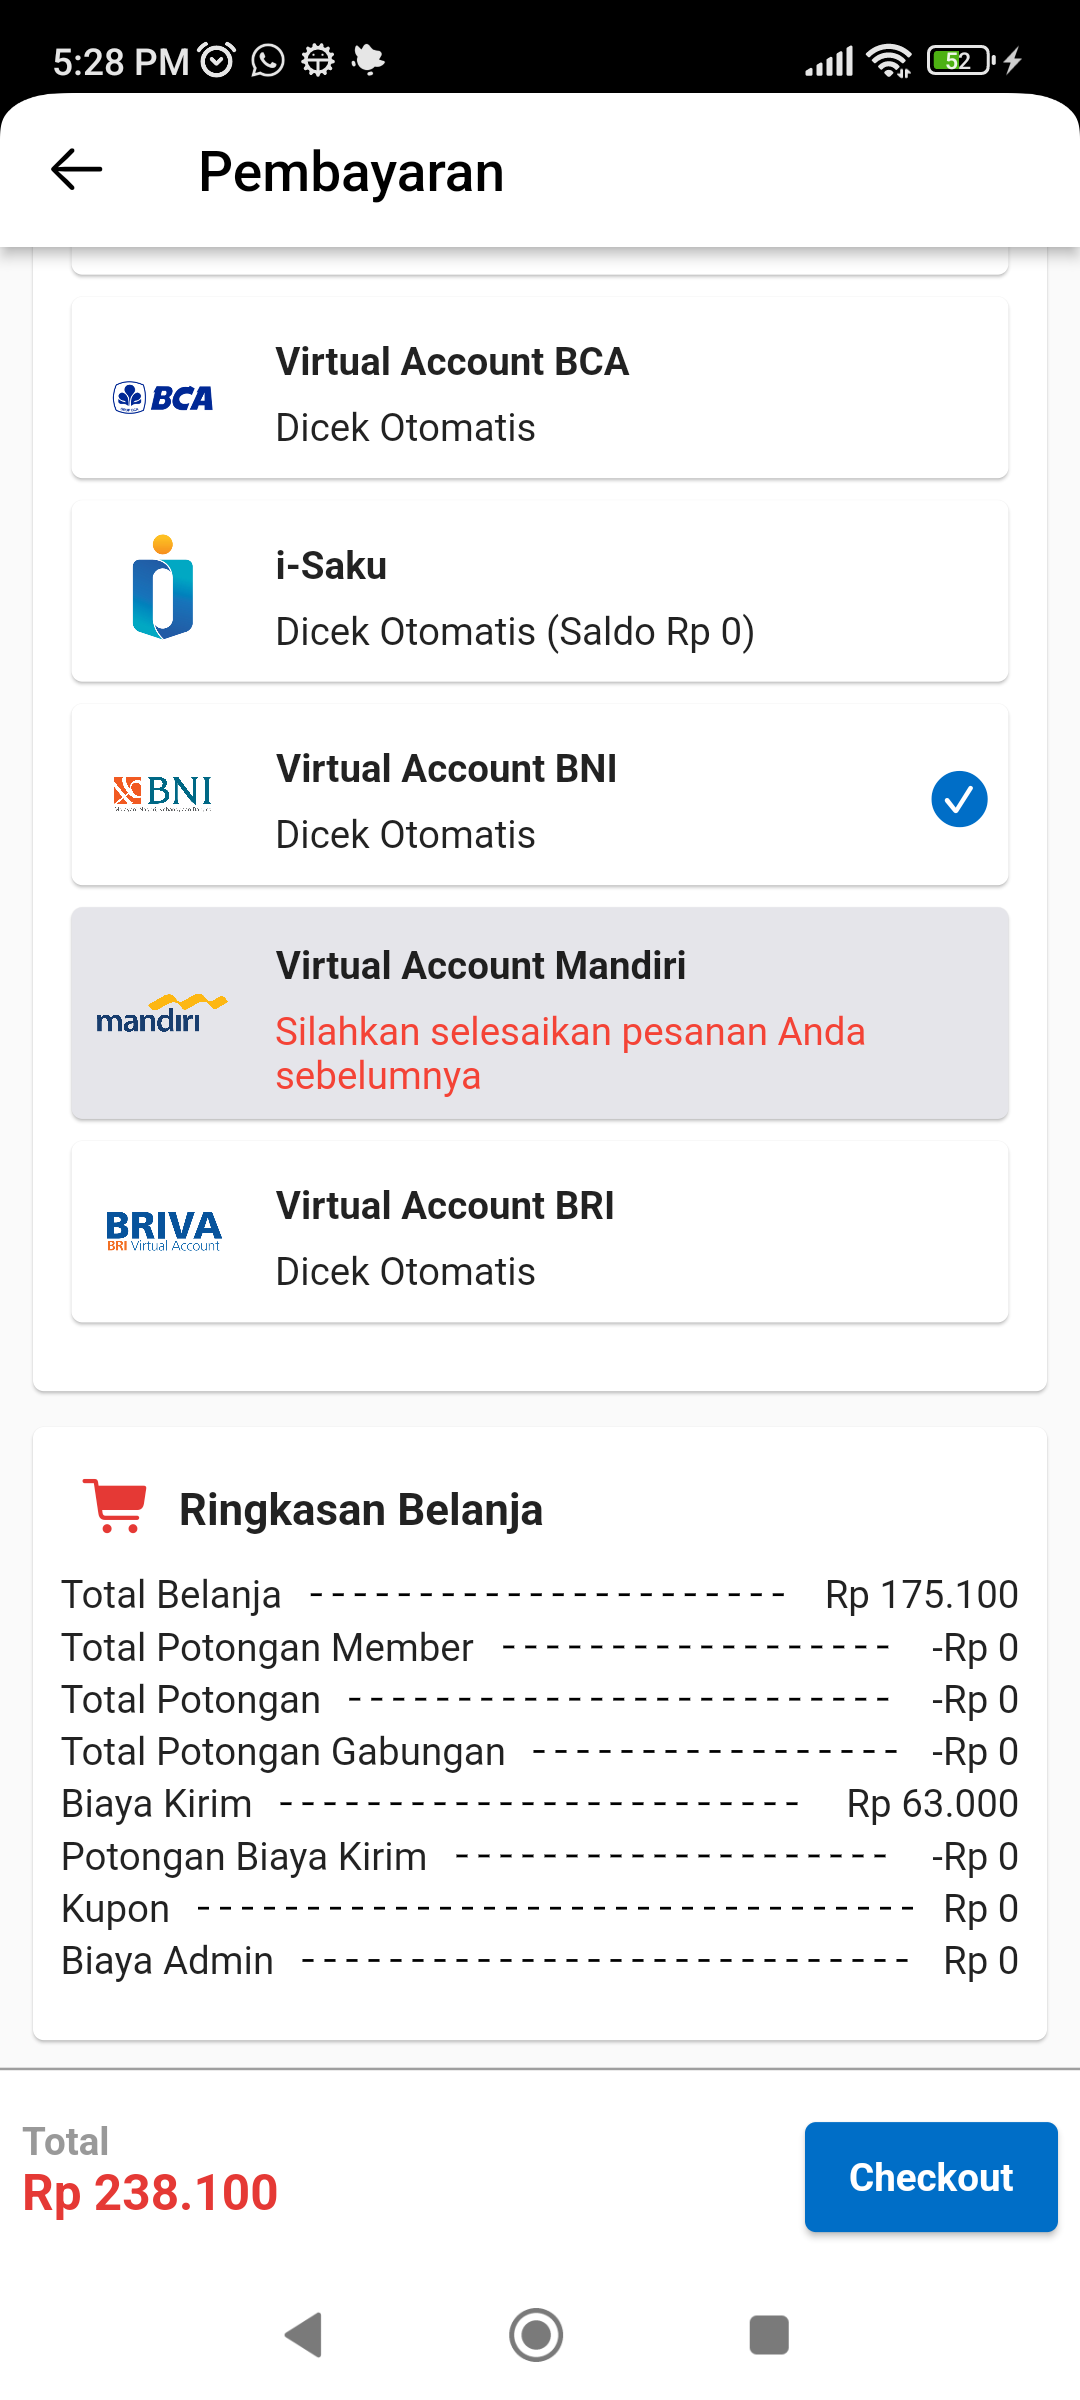 5:28 PM
52
Pembayaran
Virtual Account BCA
BCA
Dicek Otomatis
i-Saku
Dicek Otomatis (Saldo Rp 0)
Virtual Account BNI
BNI
Dicek Otomatis
Virtual Account Mandiri
mandiri
Silahkan selesaikan pesanan Anda
sebelumnya
Virtual Account BRI
BRIVA
BRI Virtual Account
Dicek Otomatis
Ringkasan Belanja
Total Belanja ---------------------- Rp 175.100
Total Potongan Member ------------------ -Rp 0
Total Potongan ------------------------- -Rp 0
Total Potongan Gabungan ----------------- -Rp 0
Biaya Kirim ------------------------ Rp 63.000
Potongan Biaya Kirim -------------------- -Rp 0
Kupon --------------------------------- Rp 0
Biaya Admin ---------------------------- Rp 0
Total
Rp 238.100
Checkout